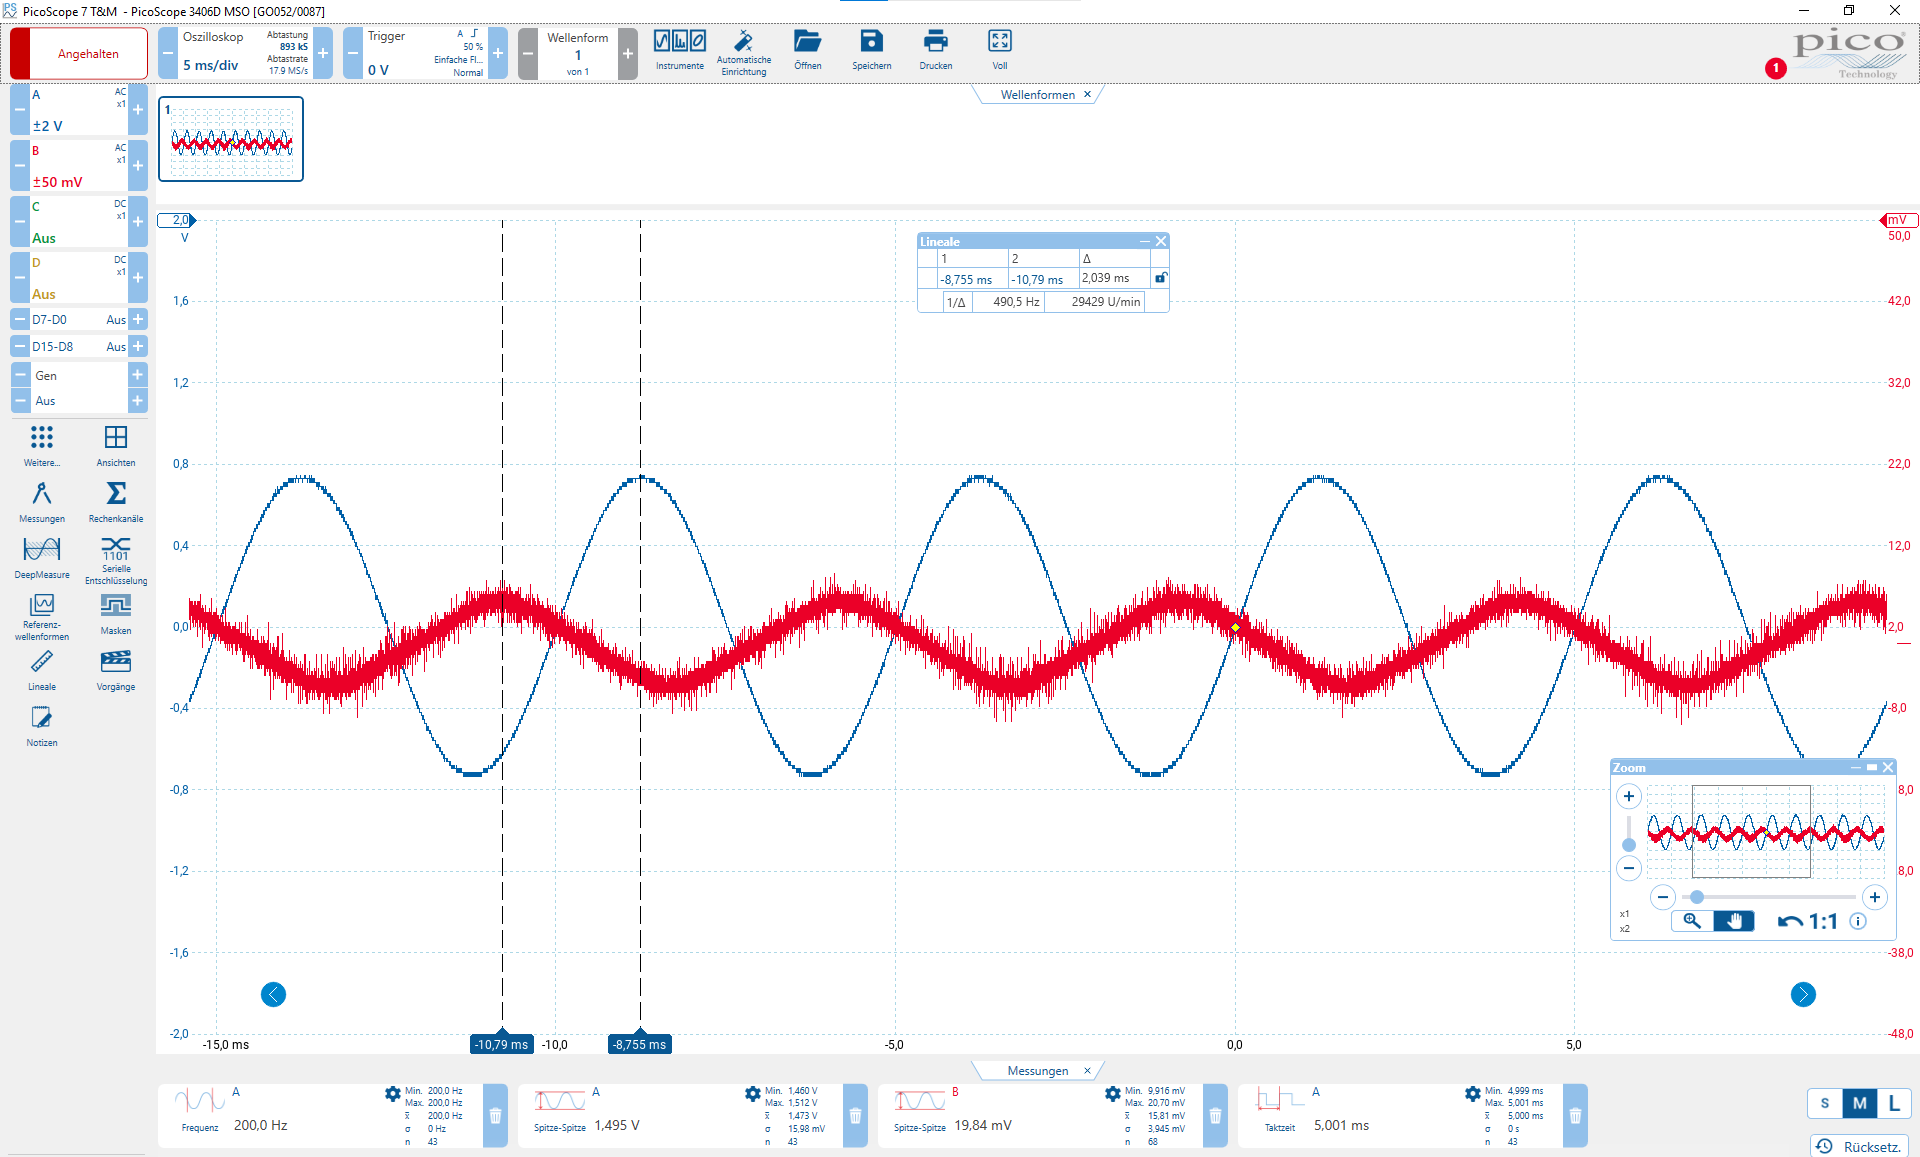 PicoScope 7 T&M - PicoScope 3406D MSO [GO052/0087]
Angehalten
Oszilloskop
5 ms/div
Abtastung
893 kS
Abtastrate
17.9 MS/s
Trigger
0 V
A
50 %
Einfache Fl...
Normal
Wellenform
1
von 1
Instrumente
Automatische
Einrichtung
Öffnen
Speichern
Drucken
Voll
1
pico
Technology
A
AC
x1
±2 V
B
AC
x1
±50 mV
C
DC
x1
Aus
D
DC
x1
Aus
D7-D0 Aus
D15-D8 Aus
Gen
Aus
Weitere...
Ansichten
Messungen
Rechenkanäle
DeepMeasure
1101
Serielle
Entschlüsselung
Referenz-
wellenformen
Masken
Lineale
Vorgänge
Notizen
Wellenformen ×
1
2,0
V
1,6
1,2
0,8
0,4
0,0
-0,4
-0,8
-1,2
-1,6
-2,0
mV
50,0
42,0
32,0
22,0
12,0
2,0
-8,0
8,0
8,0
-38,0
-48,0
Lineale
1 2 Δ
-8,755 ms -10,79 ms 2,039 ms
1/Δ 490,5 Hz 29429 U/min
Zoom
x1
x2
1:1
-15,0 ms
-10,79 ms
-10,0
-8,755 ms
-5,0
0,0
5,0
Messungen ×
A
Frequenz 200,0 Hz
Min. 200,0 Hz
Max. 200,0 Hz
x̄ 200,0 Hz
σ 0 Hz
n 43
A
Spitze-Spitze 1,495 V
Min. 1,460 V
Max. 1,512 V
x̄ 1,473 V
σ 15,98 mV
n 43
B
Spitze-Spitze 19,84 mV
Min. 9,916 mV
Max. 20,70 mV
x̄ 15,81 mV
σ 3,945 mV
n 68
A
Taktzeit 5,001 ms
Min. 4,999 ms
Max. 5,001 ms
x̄ 5,000 ms
σ 0 s
n 43
S M L
Rücksetz.